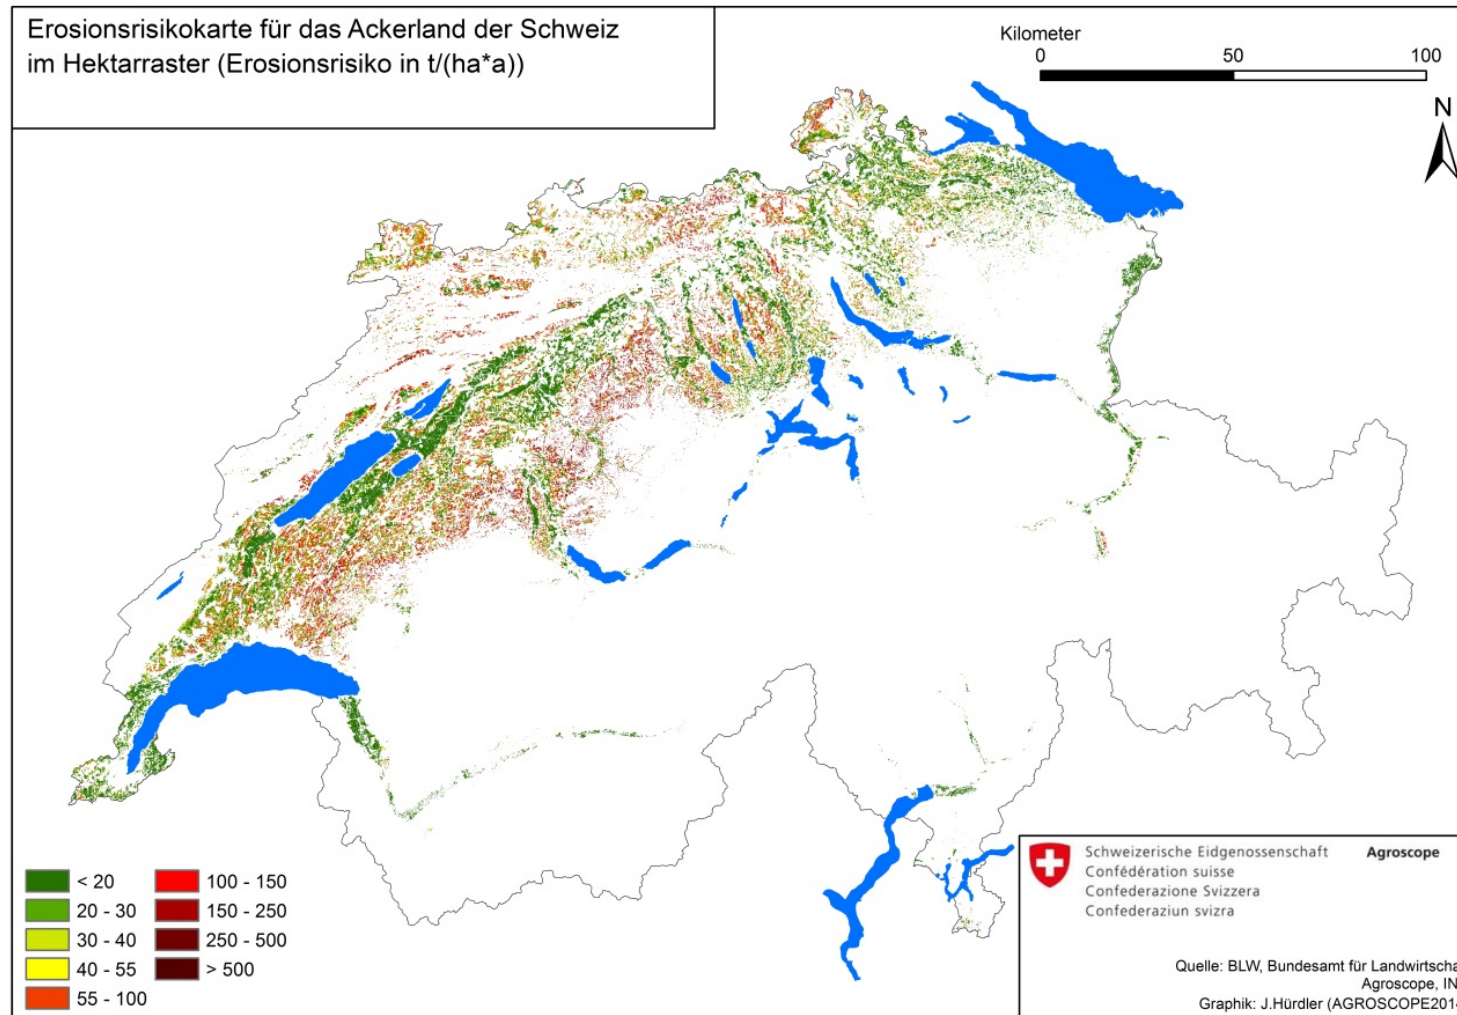 Erosionsrisikokarte für das Ackerland der Schweiz
im Hektarraster (Erosionsrisiko in t/(ha*a))
Kilometer
0 50 100
N
< 20
20 - 30
30 - 40
40 - 55
55 - 100
100 - 150
150 - 250
250 - 500
> 500
Schweizerische Eidgenossenschaft
Confédération suisse
Confederazione Svizzera
Confederaziun svizra
Agroscope
Quelle: BLW, Bundesamt für Landwirtscha
Agroscope, IN
Graphik: J.Hürdler (AGROSCOPE2014